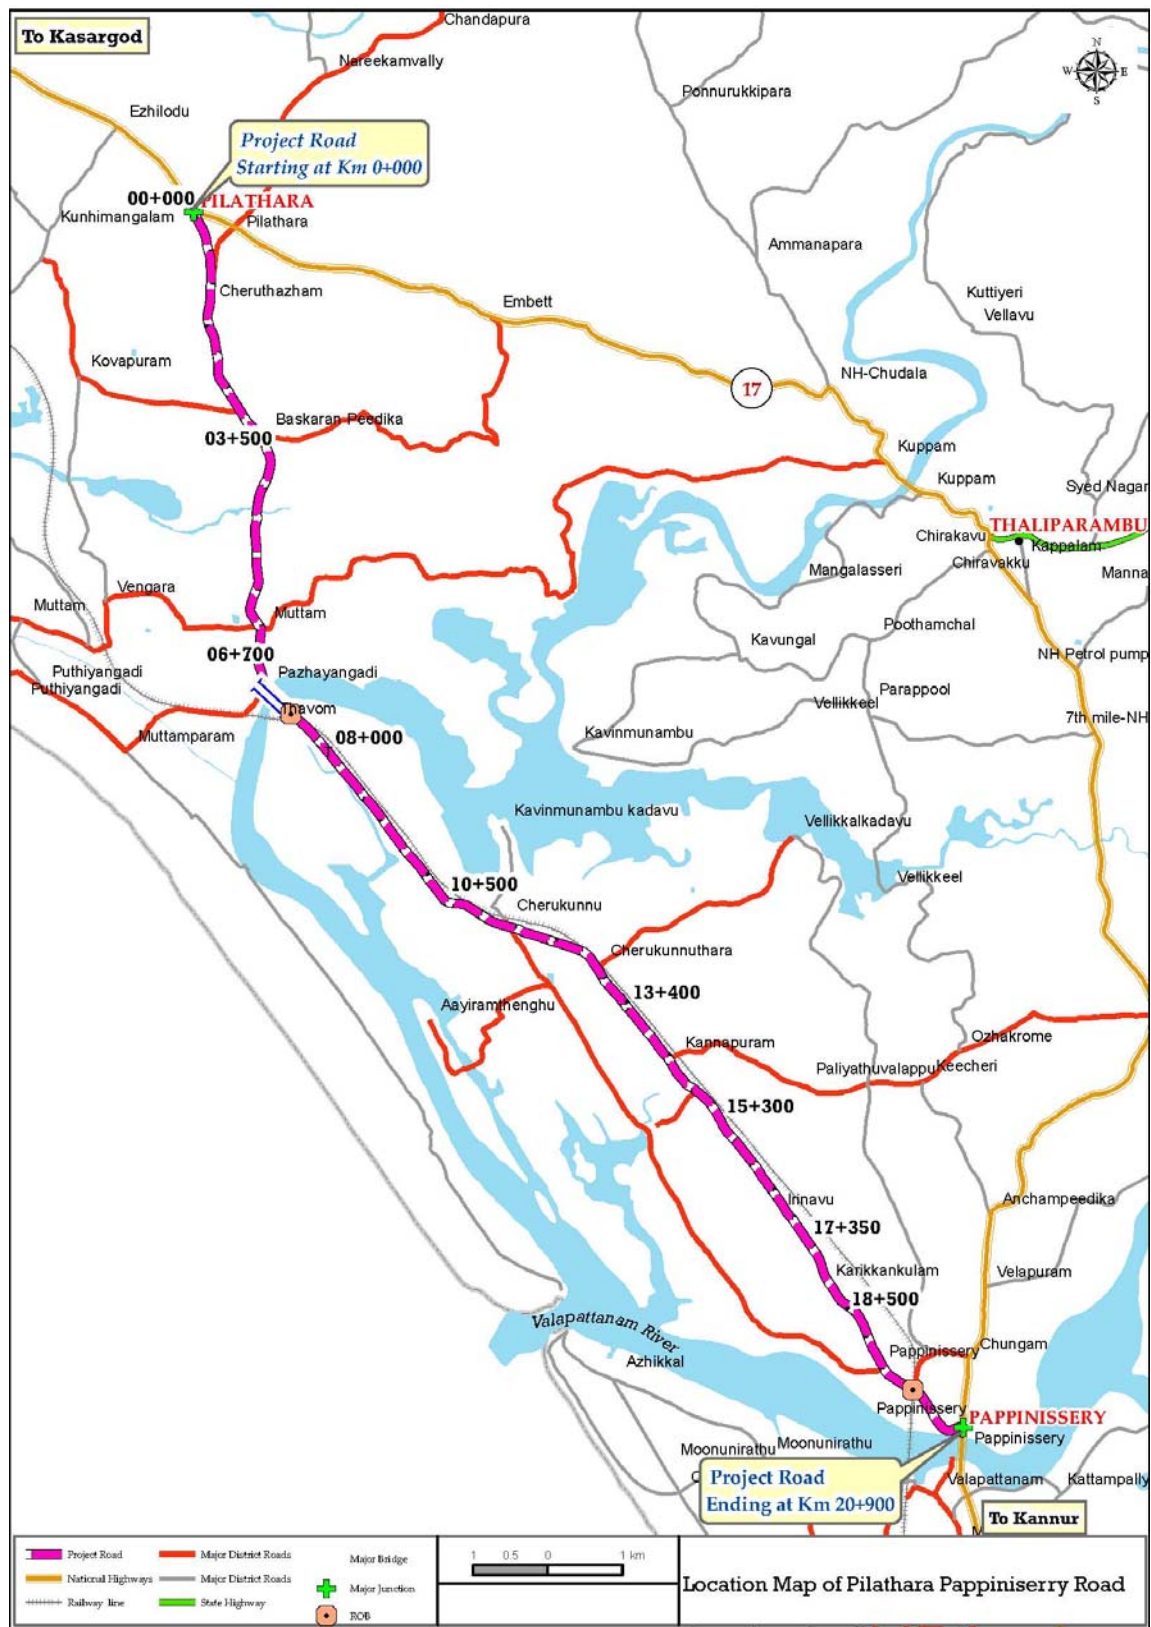 To Kasargod
Chandapura
Nareekamvally
N
W E
S
Ponnurukkipara
Ezhilodu
Project Road
Starting at Km 0+000
00+000
PILATHARA
Kunhimangalam
Pilathara
Ammanapara
Cheruthazham
Embett
Kuttiyeri
Vellavu
Kovapuram
NH-Chudala
17
Baskaran Peedika
03+500
Kuppam
Kuppam
Syed Nagar
THALIPARAMBU
Chirakavu
Kappalam
Chiravakku
Mangalasseri
Manna
Vengara
Muttam
Muttam
Poothamchal
Kavungal
06+700
NH Petrol pump
Puthiyangadi
Puthiyangadi
Pazhayangadi
Parappool
Vellikkeel
Thavom
7th mile-NH
Muttamparam
08+000
Kavinmunambu
Kavinmunambu kadavu
Vellikkalkadavu
Vellikkeel
10+500
Cherukunnu
Cherukunnuthara
13+400
Aayiramthenghu
Kannapuram
Ozhakrome
Paliyathuvalappu
Keecheri
15+300
Irinavu
Anchampeedika
17+350
Karikkankulam
Velapuram
18+500
Valapattanam River
Azhikkal
Pappinissery
Chungam
Pappinissery
PAPPINISSERY
Pappinissery
Moonunirathu
Moonunirathu
Project Road
Ending at Km 20+900
Valapattanam
Kattampally
To Kannur
Project Road
Major District Roads
Major Bridge
National Highways
Major District Roads
Major Junction
Railway line
State Highway
ROB
1 0.5 0 1 km
Location Map of Pilathara Pappiniserry Road